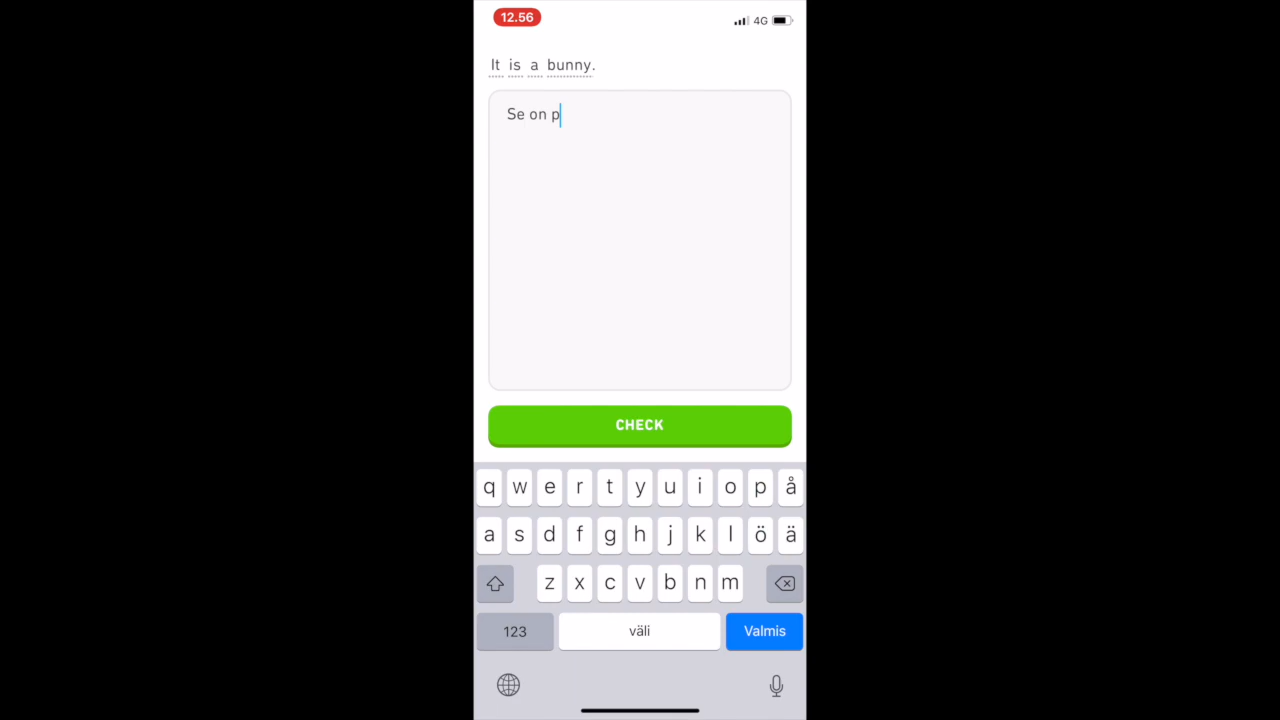 12.56
4G
It is a bunny.
Se on p
CHECK
q w e r t y u i o p å
a s d f g h j k l ö ä
z x c v b n m
123 väli Valmis